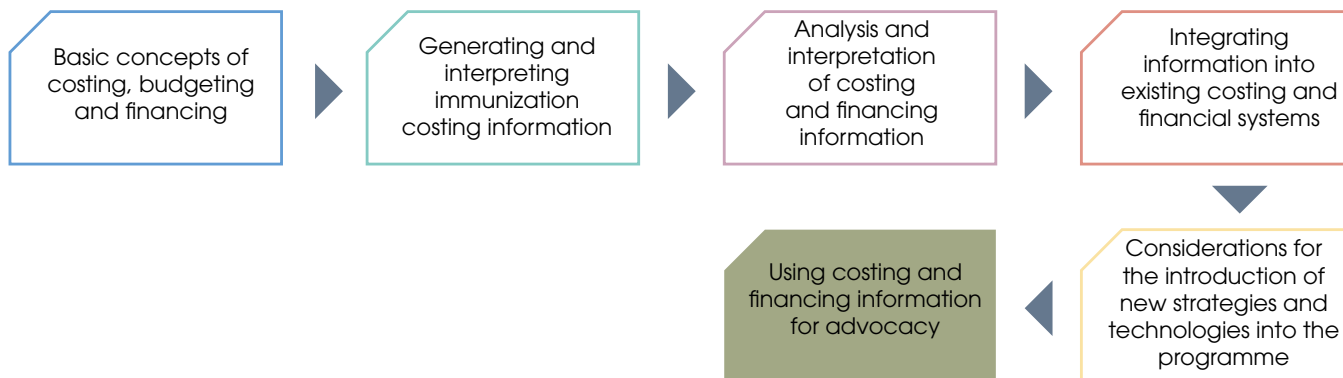 Basic concepts of
costing, budgeting
and financing
Generating and
interpreting
immunization
costing information
Analysis and
interpretation
of costing
and financing
information
Integrating
information into
existing costing and
financial systems
Considerations for
the introduction of
new strategies and
technologies into the
programme
Using costing and
financing information
for advocacy